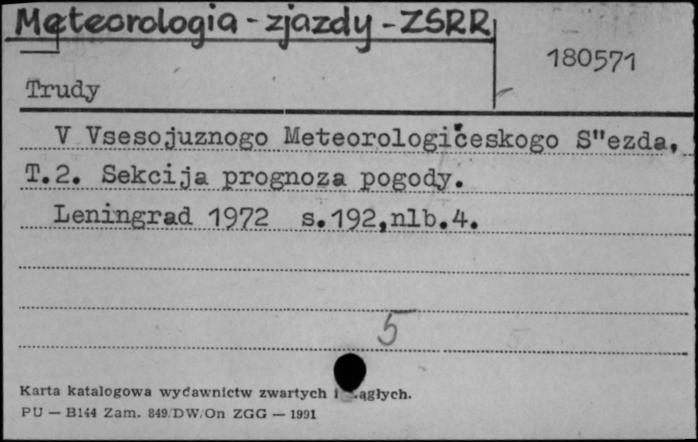 Meteorologia - zjazdy - ZSRR
180571
Trudy
V Vsesojuznogo Meteorologičeskogo S"ezda,
T.2. Sekcija prognoza pogody.
Leningrad 1972 s.192,nlb.4.
5
Karta katalogowa wydawnictw zwartych i
PU — B144 Zam. 849/DW/On ZGG — 1991